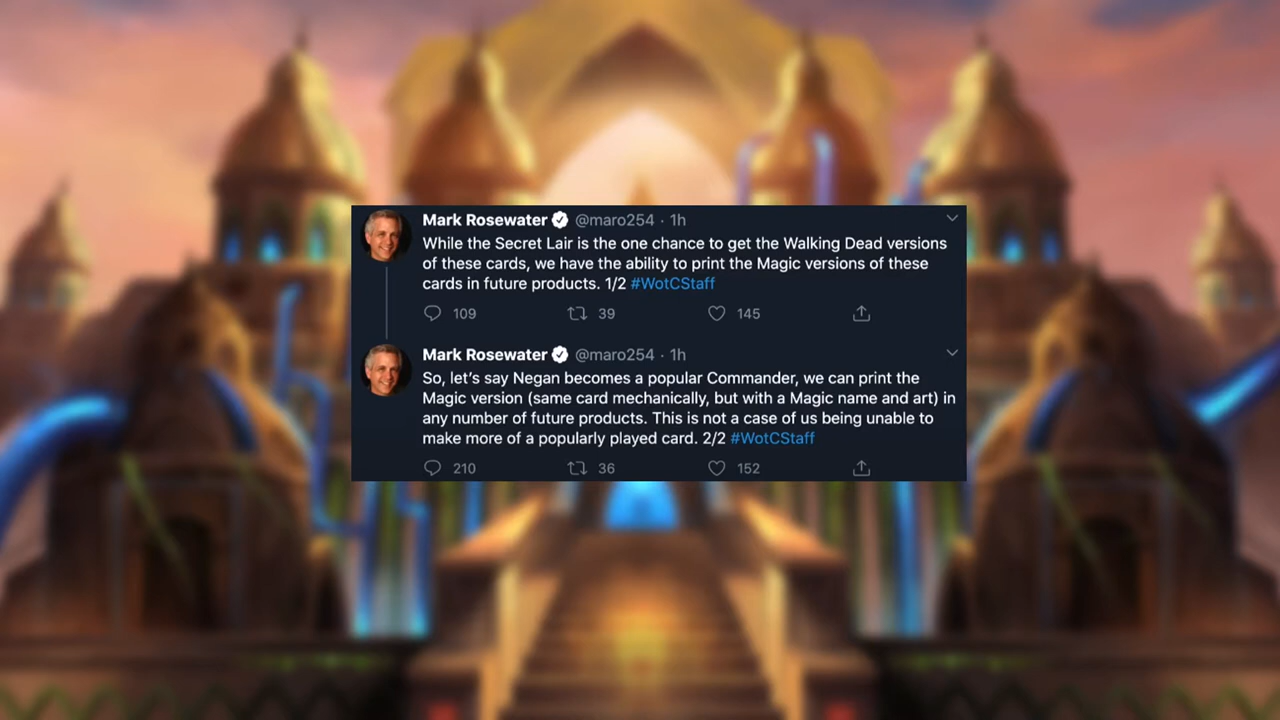 Mark Rosewater @maro254 · 1h
While the Secret Lair is the one chance to get the Walking Dead versions
of these cards, we have the ability to print the Magic versions of these
cards in future products. 1/2 #WotCStaff
109 39 145
Mark Rosewater @maro254 · 1h
So, let’s say Negan becomes a popular Commander, we can print the
Magic version (same card mechanically, but with a Magic name and art) in
any number of future products. This is not a case of us being unable to
make more of a popularly played card. 2/2 #WotCStaff
210 36 152